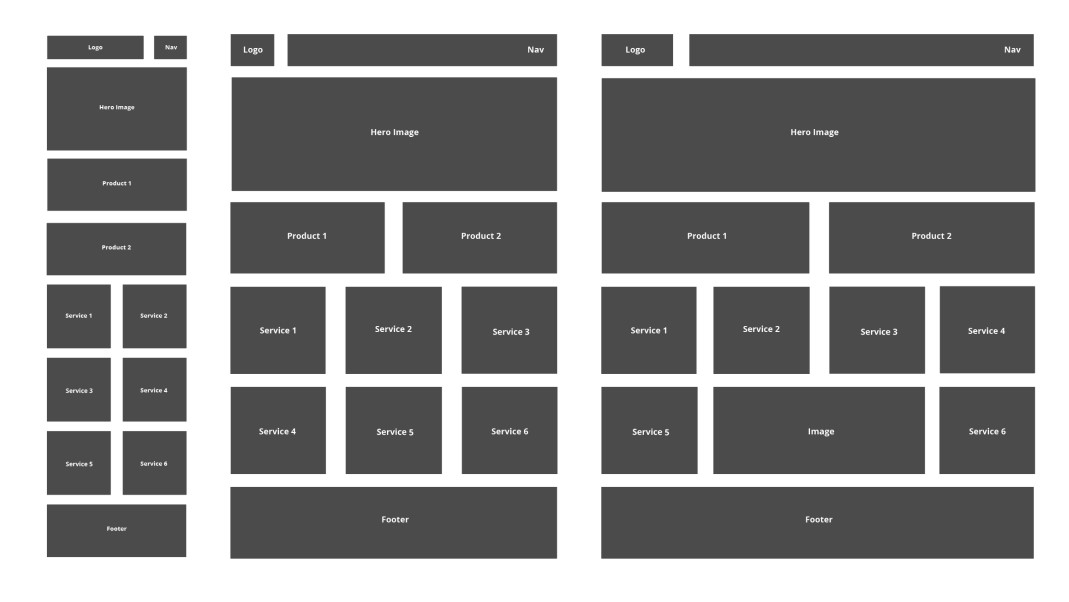 Logo
Nav
Hero Image
Product 1
Product 2
Service 1
Service 2
Service 3
Service 4
Service 5
Service 6
Footer
Logo
Nav
Hero Image
Product 1
Product 2
Service 1
Service 2
Service 3
Service 4
Service 5
Service 6
Footer
Logo
Nav
Hero Image
Product 1
Product 2
Service 1
Service 2
Service 3
Service 4
Service 5
Image
Service 6
Footer